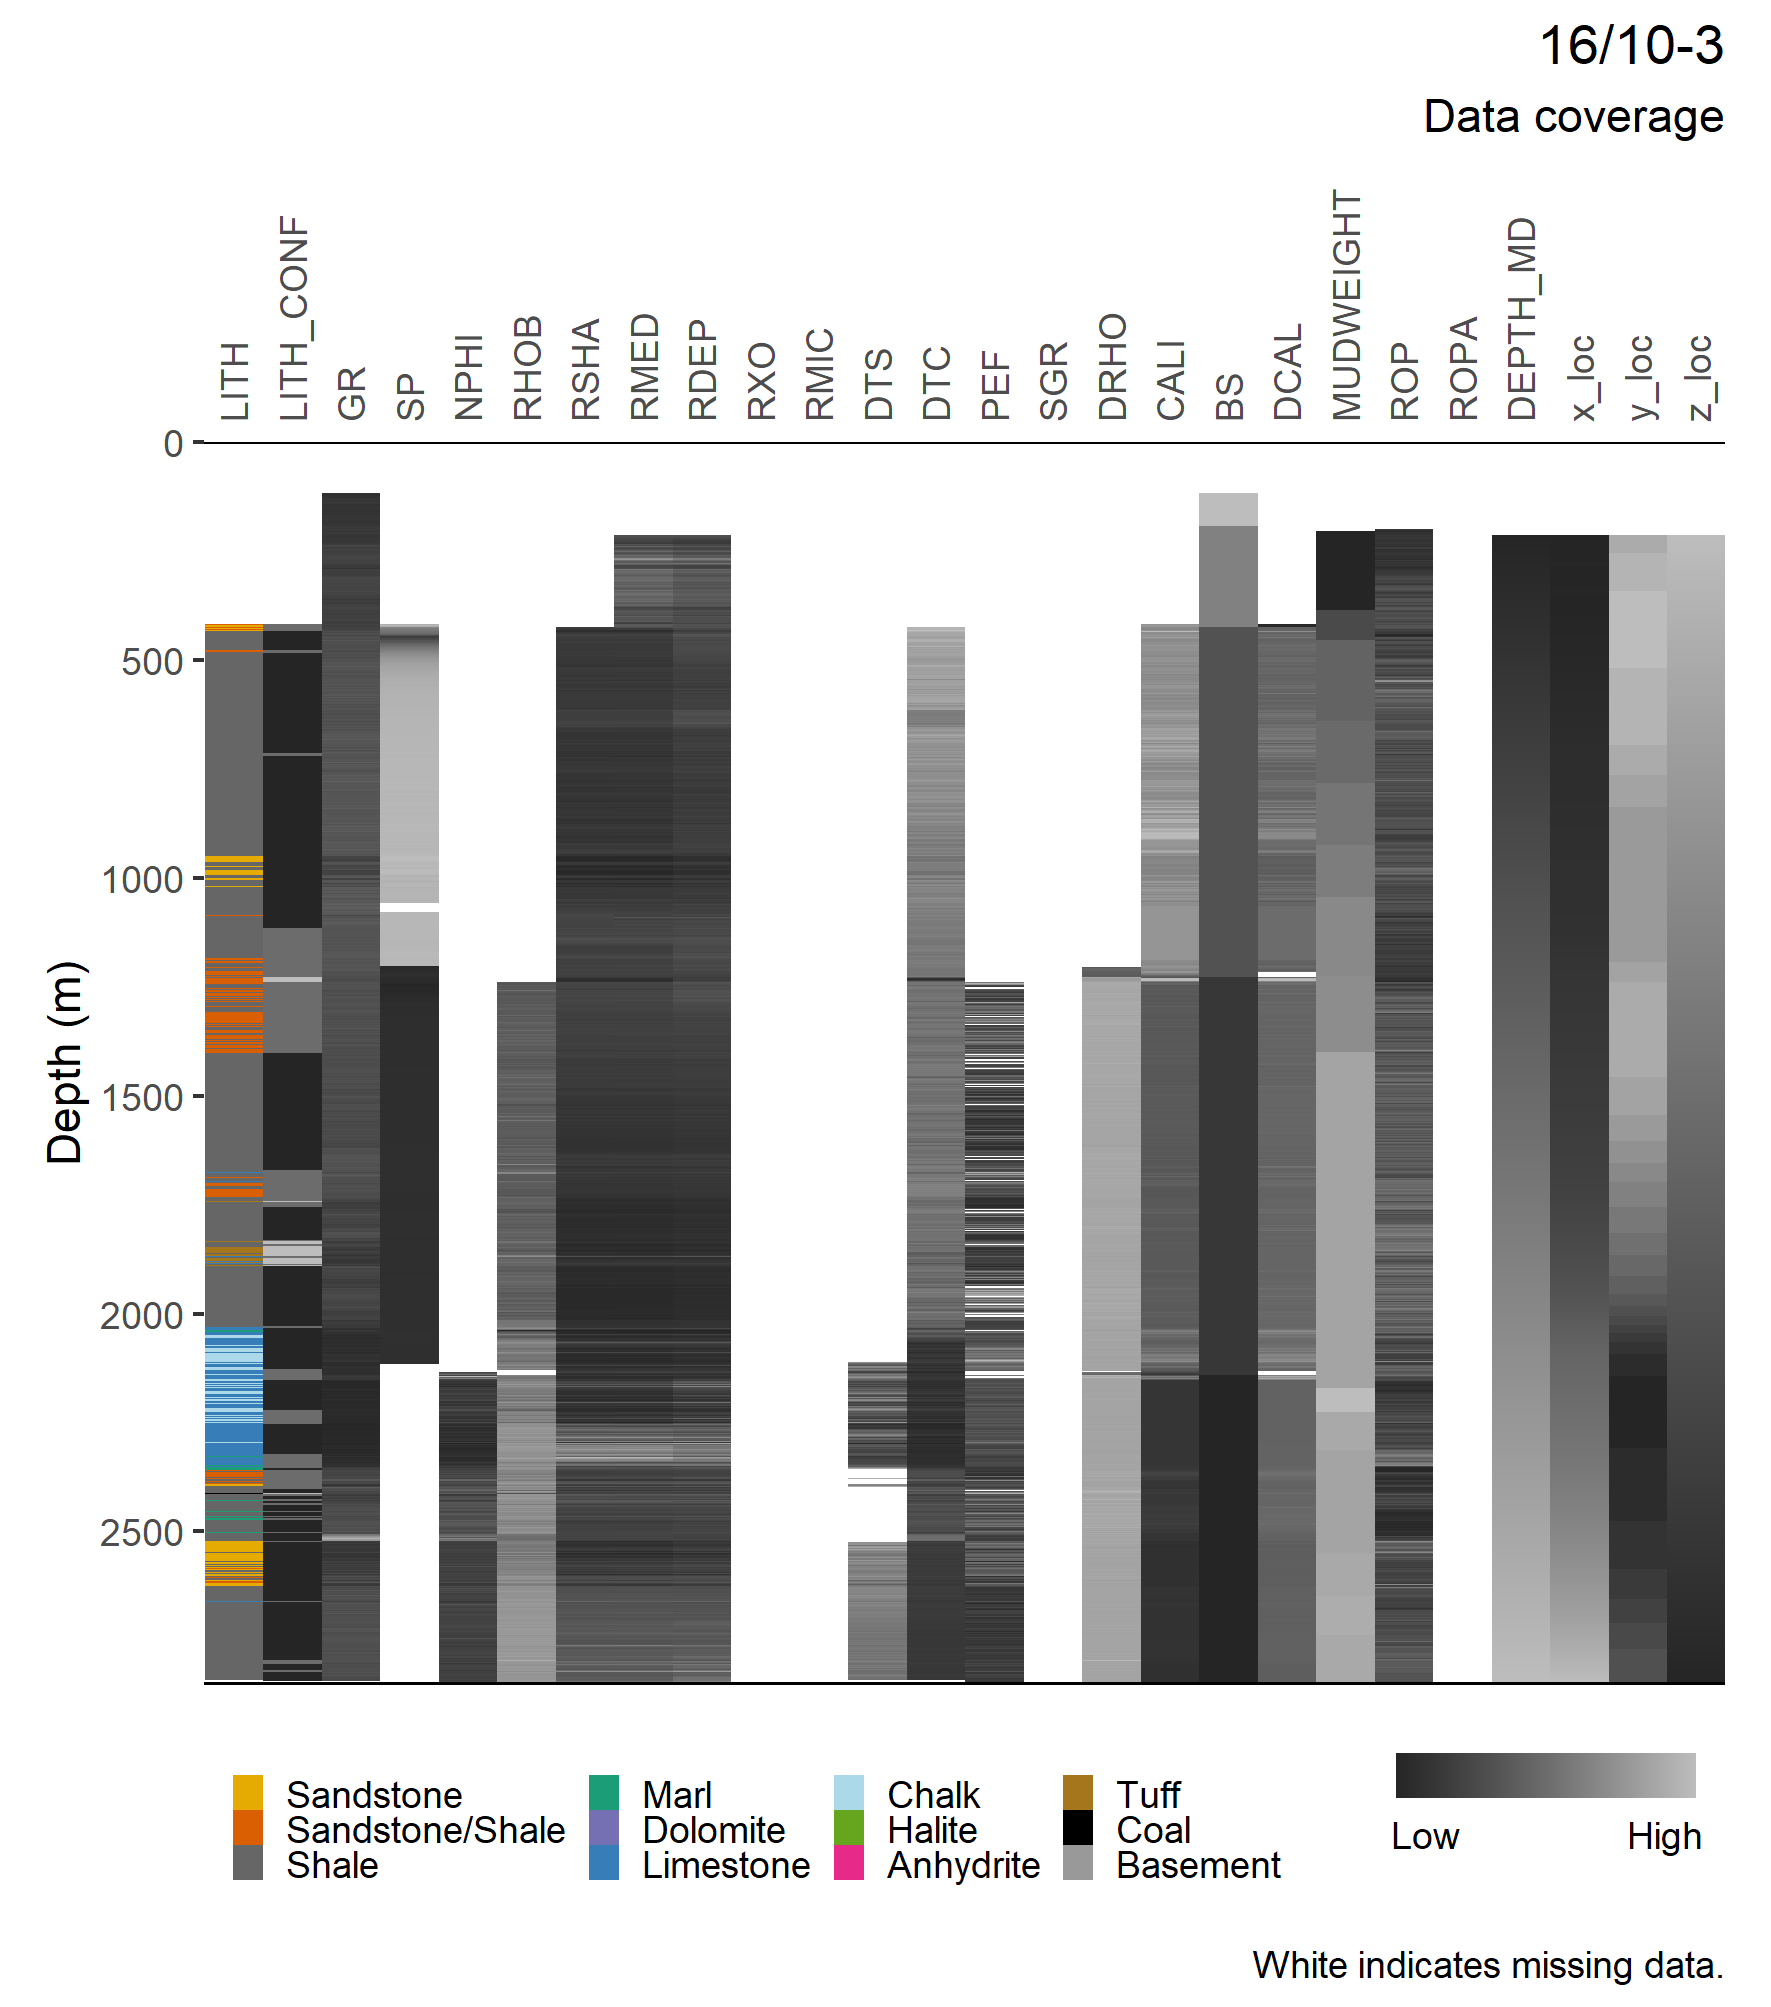 16/10-3
Data coverage
LITH
LITH_CONF
GR
SP
NPHI
RHOB
RSHA
RMED
RDEP
RXO
RMIC
DTS
DTC
PEF
SGR
DRHO
CALI
BS
DCAL
MUDWEIGHT
ROP
ROPA
DEPTH_MD
x_loc
y_loc
z_loc
Depth (m)
0
500
1000
1500
2000
2500
Sandstone
Sandstone/Shale
Shale
Marl
Dolomite
Limestone
Chalk
Halite
Anhydrite
Tuff
Coal
Basement
Low High
White indicates missing data.